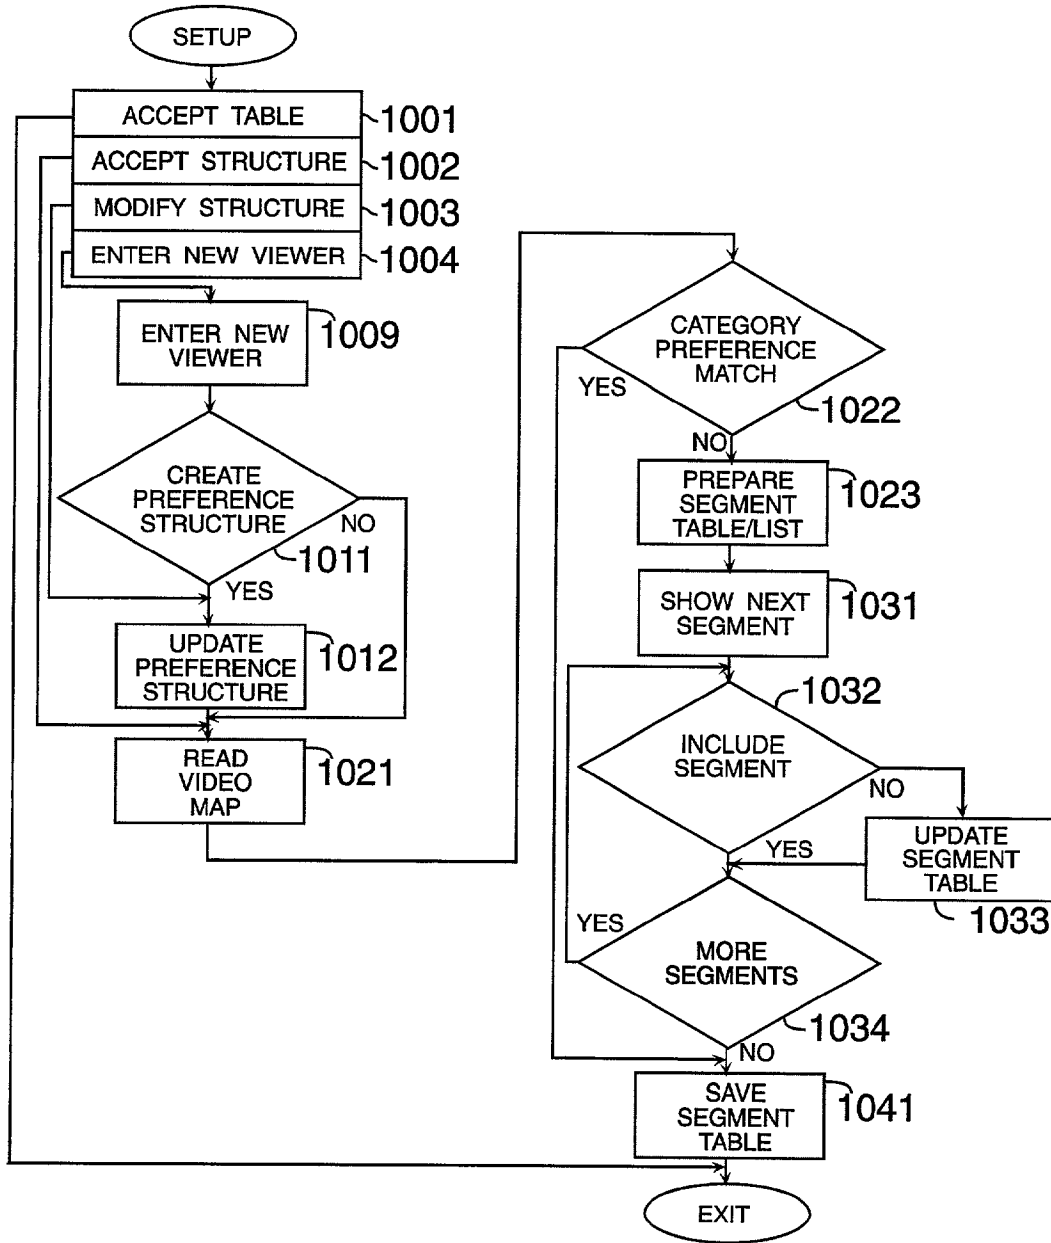 SETUP
ACCEPT TABLE
1001
ACCEPT STRUCTURE
1002
MODIFY STRUCTURE
1003
ENTER NEW VIEWER
1004
ENTER NEW
VIEWER
1009
CREATE
PREFERENCE
STRUCTURE
NO
1011
YES
UPDATE
PREFERENCE
STRUCTURE
1012
READ
VIDEO
MAP
1021
CATEGORY
PREFERENCE
MATCH
YES
1022
NO
PREPARE
SEGMENT
TABLE/LIST
1023
SHOW NEXT
SEGMENT
1031
1032
INCLUDE
SEGMENT
NO
YES
UPDATE
SEGMENT
TABLE
1033
YES
MORE
SEGMENTS
1034
NO
SAVE
SEGMENT
TABLE
1041
EXIT